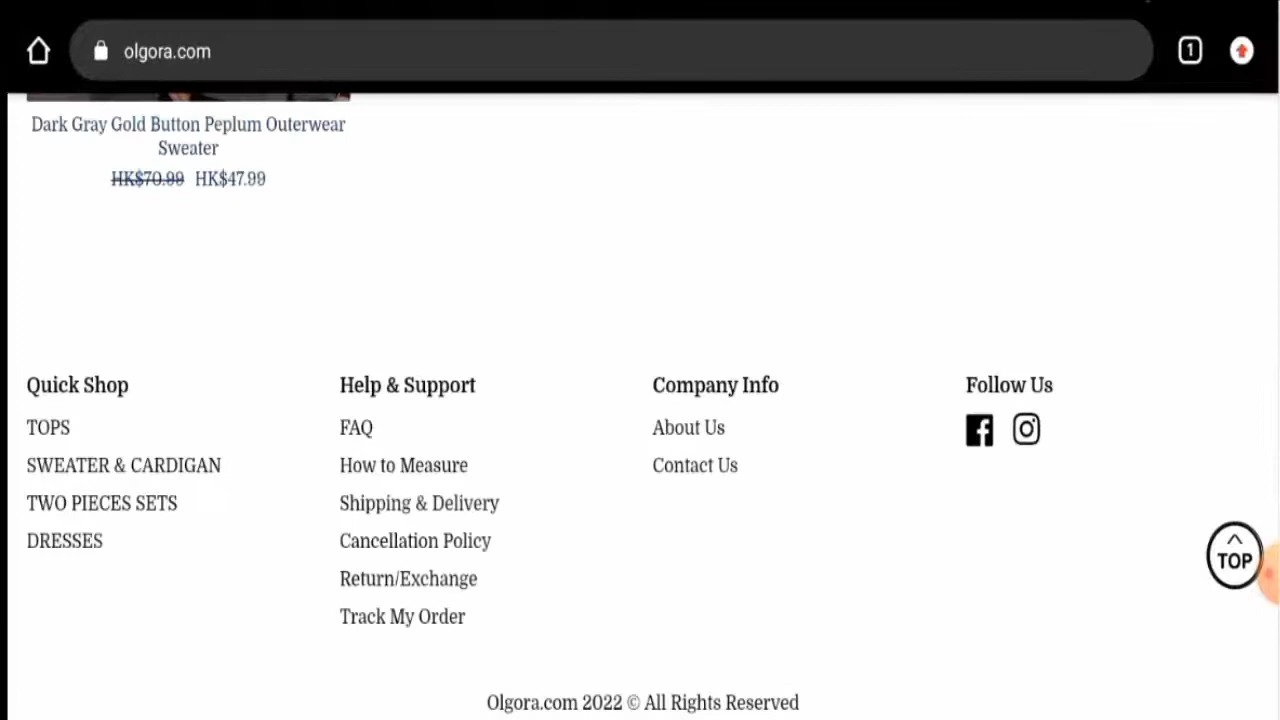 olgora.com
1
Dark Gray Gold Button Peplum Outerwear
Sweater
HK$70.99 HK$47.99
Quick Shop
TOPS
SWEATER & CARDIGAN
TWO PIECES SETS
DRESSES
Help & Support
FAQ
How to Measure
Shipping & Delivery
Cancellation Policy
Return/Exchange
Track My Order
Company Info
About Us
Contact Us
Follow Us
TOP
Olgora.com 2022 © All Rights Reserved